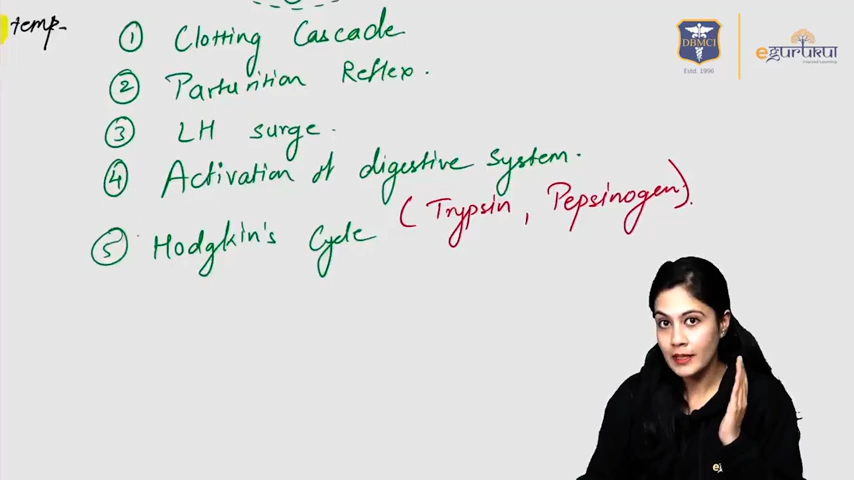 temp.
① Clotting Cascade
② Parturition Reflex.
③ LH surge.
④ Activation of digestive system.
(Trypsin, Pepsinogen).
⑤ Hodgkin's Cycle
DBMCI
Estd. 1996
eGurukul